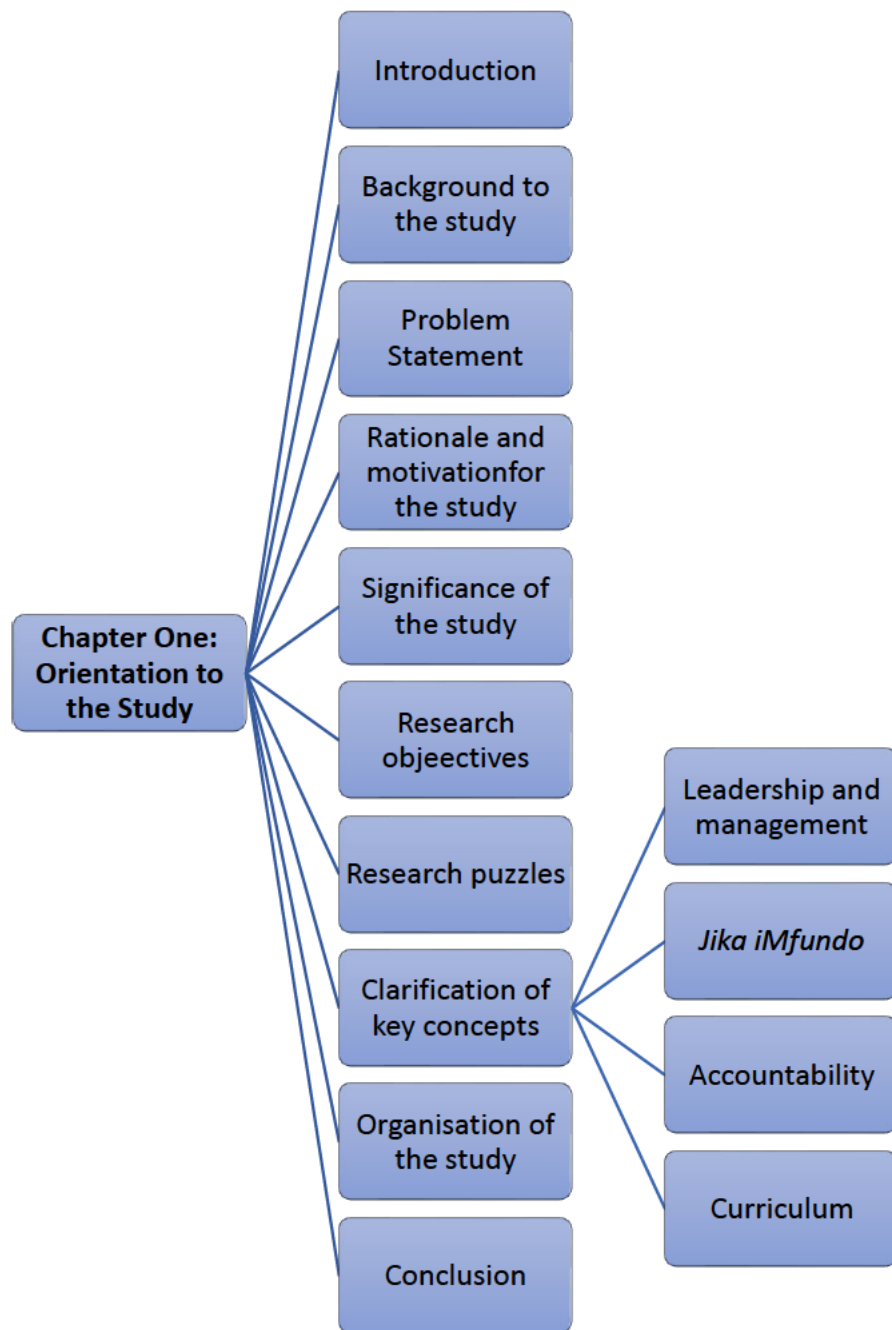 Introduction
Background to
the study
Problem
Statement
Rationale and
motivationfor
the study
Significance of
the study
Chapter One:
Orientation to
the Study
Research
objeectives
Research puzzles
Clarification of
key concepts
Organisation of
the study
Conclusion
Leadership and
management
Jika iMfundo
Accountability
Curriculum